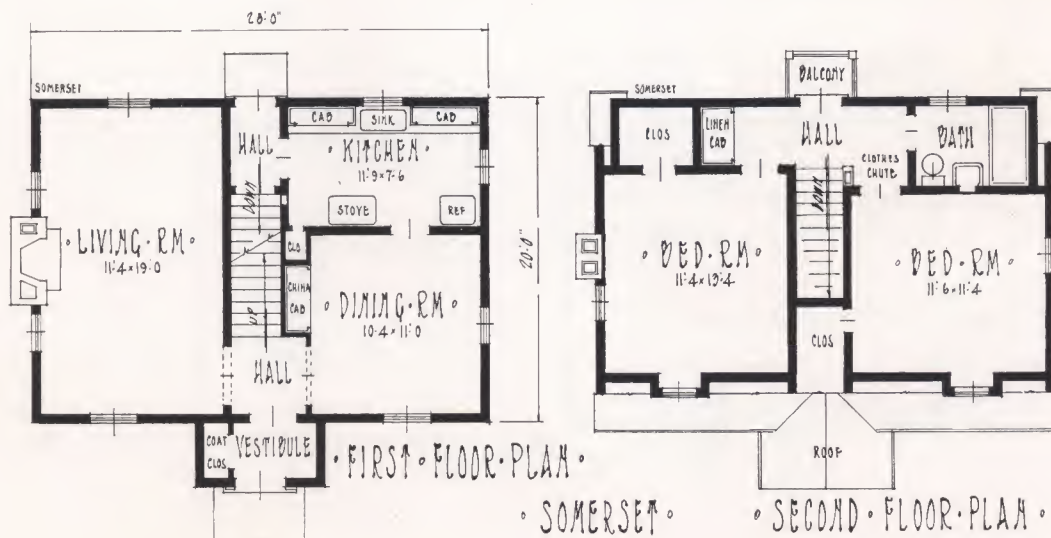 28'-0"
SOMERSET
HALL
CAB
SINK
CAB
KITCHEN
11'-9×7'-6
DOWN
STOVE
REF
LIVING·RM
11'-4×19'-0
CLO
20'-0"
CHINA
CAB
DINING·RM
10'-4×11'-0
UP
HALL
COAT
CLOS
VESTIBULE
·FIRST·FLOOR·PLAN·
BALCONY
SOMERSET
CLOS
LINEN
CAB
HALL
BATH
CLOTHES
CHUTE
DOWN
·BED·RM
11'-4×13'-4
·BED·RM
11'-6×11'-4
CLOS
ROOF
·SOMERSET·
·SECOND·FLOOR·PLAN·